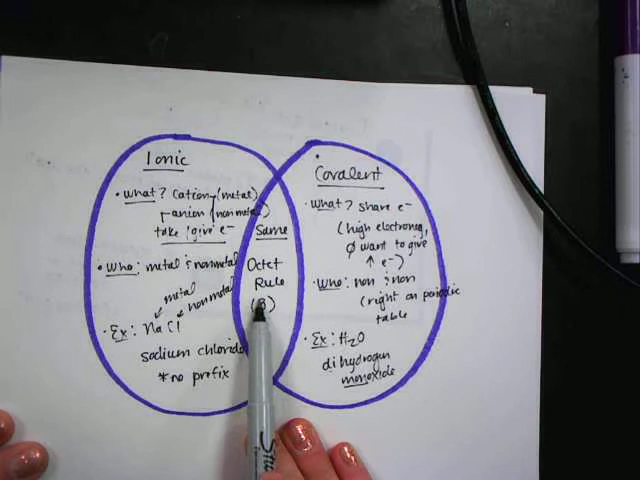 Ionic
• What? Cation (metal)
anion (nonmetal)
take / give e-
• Who: metal & nonmetal
metal
nonmetal
• Ex: NaCl
sodium chloride
*no prefix
Same
Octet
Rule
(8)
Covalent
• What? share e-
(high electroneg,
Ø want to give
↑ e-)
• Who: non & non
(right on periodic
table
• Ex: H2O
dihydrogen
monoxide
Sharpie